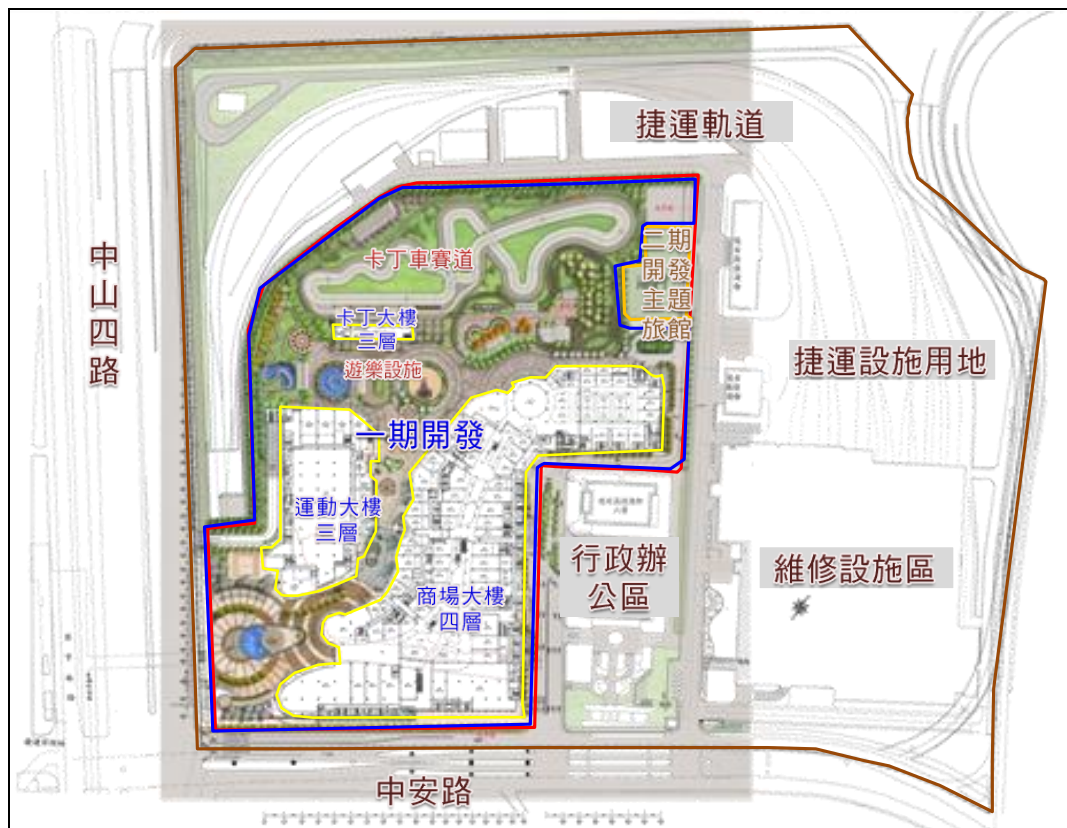 捷運軌道
中山四路
卡丁車賽道
二期
開發
主題
旅館
卡丁大樓
三層
遊樂設施
捷運設施用地
一期開發
運動大樓
三層
行政辦
公區
維修設施區
商場大樓
四層
中安路